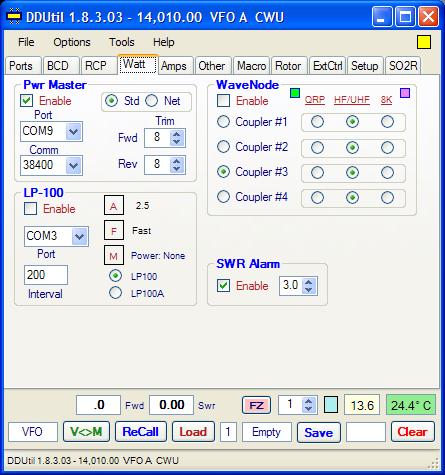 DDUtil 1.8.3.03 - 14,010.00 VFO A CWU
File Options Tools Help
Ports BCD RCP Watt Amps Other Macro Rotor ExtCtrl Setup SO2R
Pwr Master
Enable
Std Net
Port
COM9
Trim
Fwd 8
Comm
38400
Rev 8
WaveNode
Enable
QRP HF/UHF 8K
Coupler #1
Coupler #2
Coupler #3
Coupler #4
LP-100
Enable
A 2.5
COM3
F Fast
Port
M Power: None
200
LP100
Interval
LP100A
SWR Alarm
Enable 3.0
.0 Fwd 0.00 Swr FZ 1 13.6 24.4° C
VFO V<>M ReCall Load 1 Empty Save Clear
DDUtil 1.8.3.03 - 14,010.00 VFO A CWU